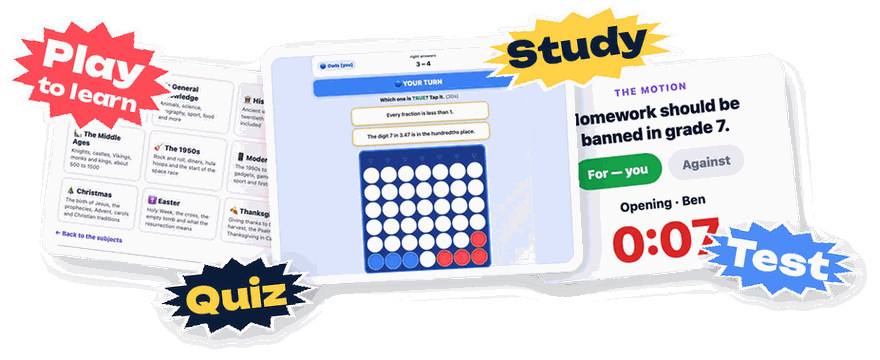 Play
to learn
General
Knowledge
Animals, science,
geography, sport, food
and more
The Middle
Ages
Knights, castles, Vikings,
monks and kings, about
500 to 1500
The 1950s
Rock and roll, diners, hula
hoops and the start of the
space race
Modern
Christmas
The birth of Jesus, the
prophecies, Advent, carols
and Christian traditions
Easter
Holy Week, the cross, the
empty tomb and what the
resurrection means
← Back to the subjects
Owls (you)
right answers
3 – 4
YOUR TURN
Which one is TRUE? Tap it. (20s)
Every fraction is less than 1.
The digit 7 in 3.47 is in the hundredths place.
Study
THE MOTION
Homework should be
banned in grade 7.
For — you
Against
Opening · Ben
0:07
Quiz
Test